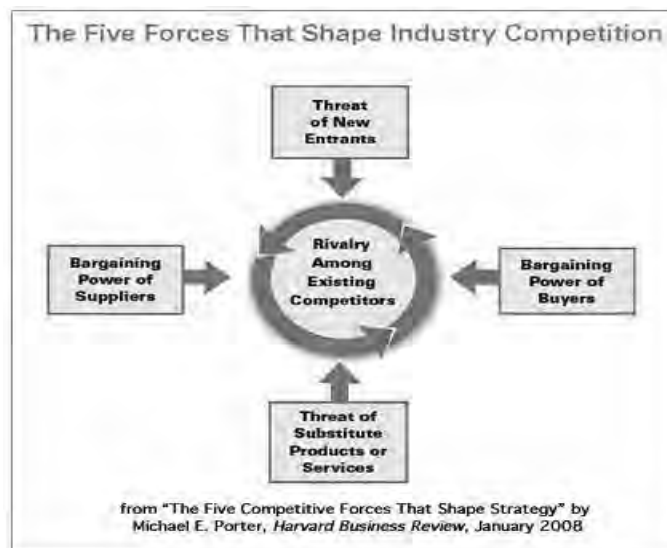 The Five Forces That Shape Industry Competition
Threat
of New
Entrants
Bargaining
Power of
Suppliers
Rivalry
Among
Existing
Competitors
Bargaining
Power of
Buyers
Threat of
Substitute
Products or
Services
from "The Five Competitive Forces That Shape Strategy" by
Michael E. Porter, Harvard Business Review, January 2008